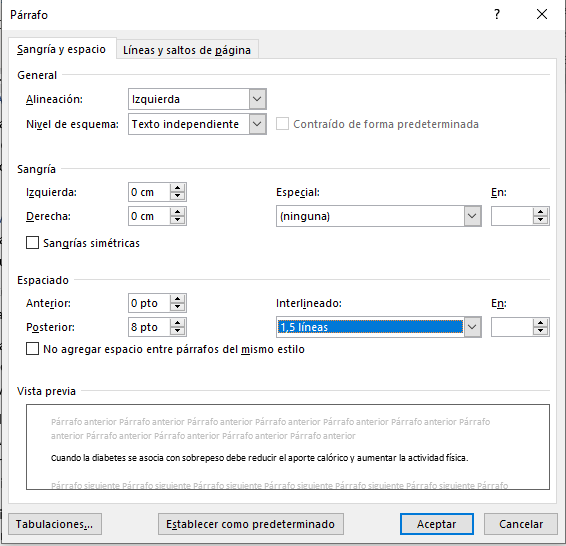 Párrafo ? ×
Sangría y espacio Líneas y saltos de página
General
Alineación: Izquierda
Nivel de esquema: Texto independiente Contraído de forma predeterminada
Sangría
Izquierda: 0 cm Especial: En:
Derecha: 0 cm (ninguna)
Sangrías simétricas
Espaciado
Anterior: 0 pto Interlineado: En:
Posterior: 8 pto 1,5 líneas
No agregar espacio entre párrafos del mismo estilo
Vista previa
Párrafo anterior Párrafo anterior Párrafo anterior Párrafo anterior Párrafo anterior Párrafo anterior Párrafo
anterior Párrafo anterior Párrafo anterior Párrafo anterior Párrafo anterior
Cuando la diabetes se asocia con sobrepeso debe reducir el aporte calórico y aumentar la actividad física.
Párrafo siguiente Párrafo siguiente Párrafo siguiente Párrafo siguiente Párrafo siguiente Párrafo
Tabulaciones... Establecer como predeterminado Aceptar Cancelar